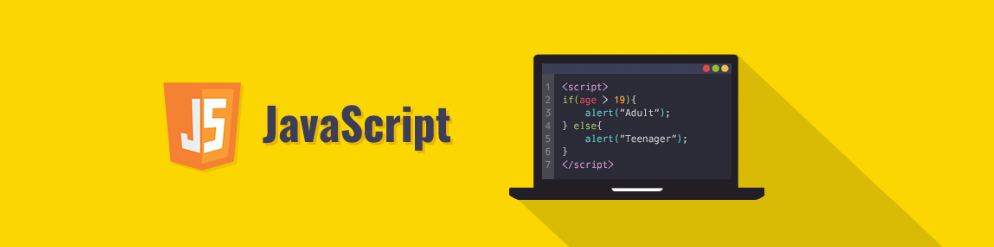 JS
JavaScript
1 <script>
2 if(age > 19){
3 alert(“Adult”);
4 } else{
5 alert(“Teenager”);
6 }
7 </script>